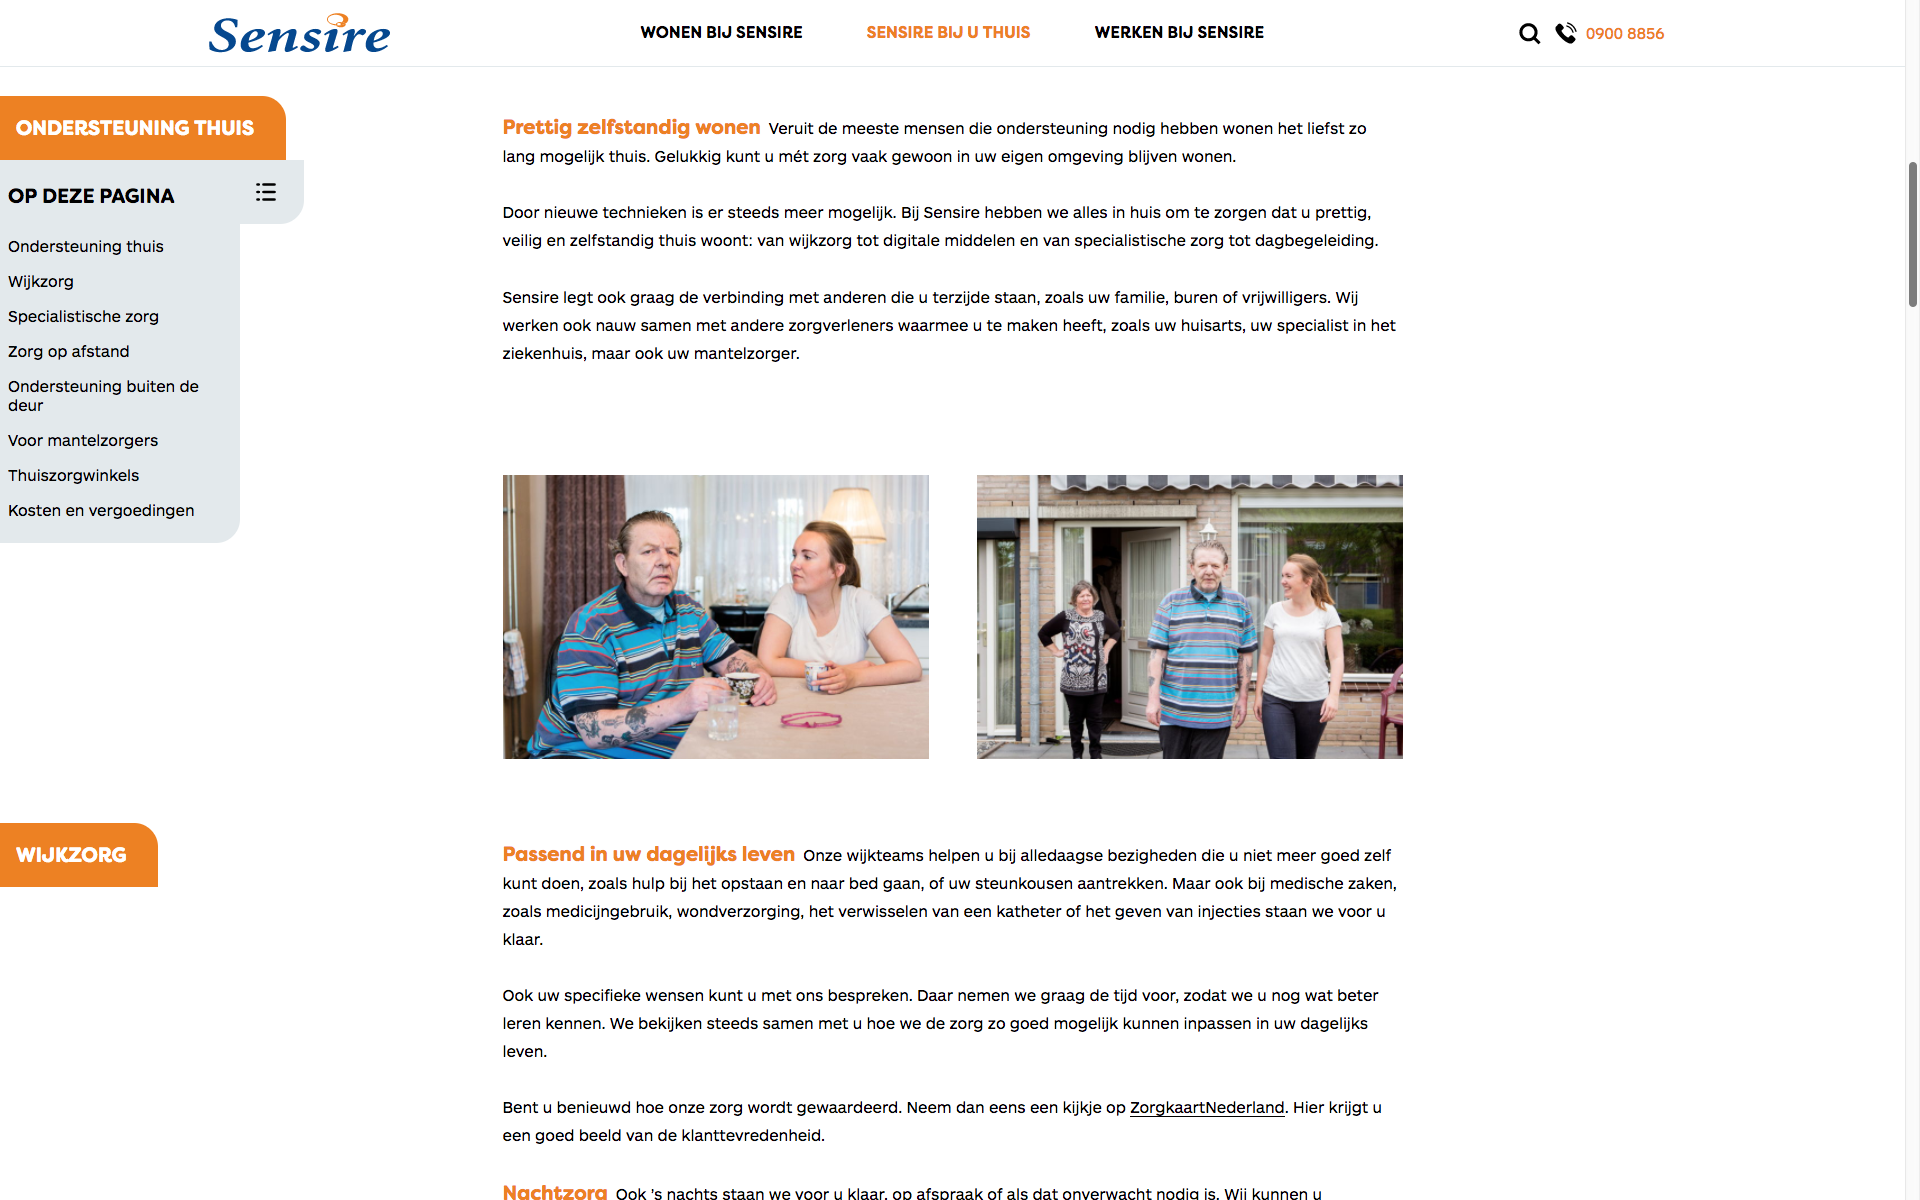 Sensire
WONEN BIJ SENSIRE
SENSIRE BIJ U THUIS
WERKEN BIJ SENSIRE
0900 8856
ONDERSTEUNING THUIS
OP DEZE PAGINA
Ondersteuning thuis
Wijkzorg
Specialistische zorg
Zorg op afstand
Ondersteuning buiten de
deur
Voor mantelzorgers
Thuiszorgwinkels
Kosten en vergoedingen
Prettig zelfstandig wonen Veruit de meeste mensen die ondersteuning nodig hebben wonen het liefst zo
lang mogelijk thuis. Gelukkig kunt u mét zorg vaak gewoon in uw eigen omgeving blijven wonen.
Door nieuwe technieken is er steeds meer mogelijk. Bij Sensire hebben we alles in huis om te zorgen dat u prettig,
veilig en zelfstandig thuis woont: van wijkzorg tot digitale middelen en van specialistische zorg tot dagbegeleiding.
Sensire legt ook graag de verbinding met anderen die u terzijde staan, zoals uw familie, buren of vrijwilligers. Wij
werken ook nauw samen met andere zorgverleners waarmee u te maken heeft, zoals uw huisarts, uw specialist in het
ziekenhuis, maar ook uw mantelzorger.
WIJKZORG
Passend in uw dagelijks leven Onze wijkteams helpen u bij alledaagse bezigheden die u niet meer goed zelf
kunt doen, zoals hulp bij het opstaan en naar bed gaan, of uw steunkousen aantrekken. Maar ook bij medische zaken,
zoals medicijngebruik, wondverzorging, het verwisselen van een katheter of het geven van injecties staan we voor u
klaar.
Ook uw specifieke wensen kunt u met ons bespreken. Daar nemen we graag de tijd voor, zodat we u nog wat beter
leren kennen. We bekijken steeds samen met u hoe we de zorg zo goed mogelijk kunnen inpassen in uw dagelijks
leven.
Bent u benieuwd hoe onze zorg wordt gewaardeerd. Neem dan eens een kijkje op ZorgkaartNederland. Hier krijgt u
een goed beeld van de klanttevredenheid.
Nachtzorg Ook 's nachts staan we voor u klaar, op afspraak of als dat onverwacht nodig is. Wij kunnen u